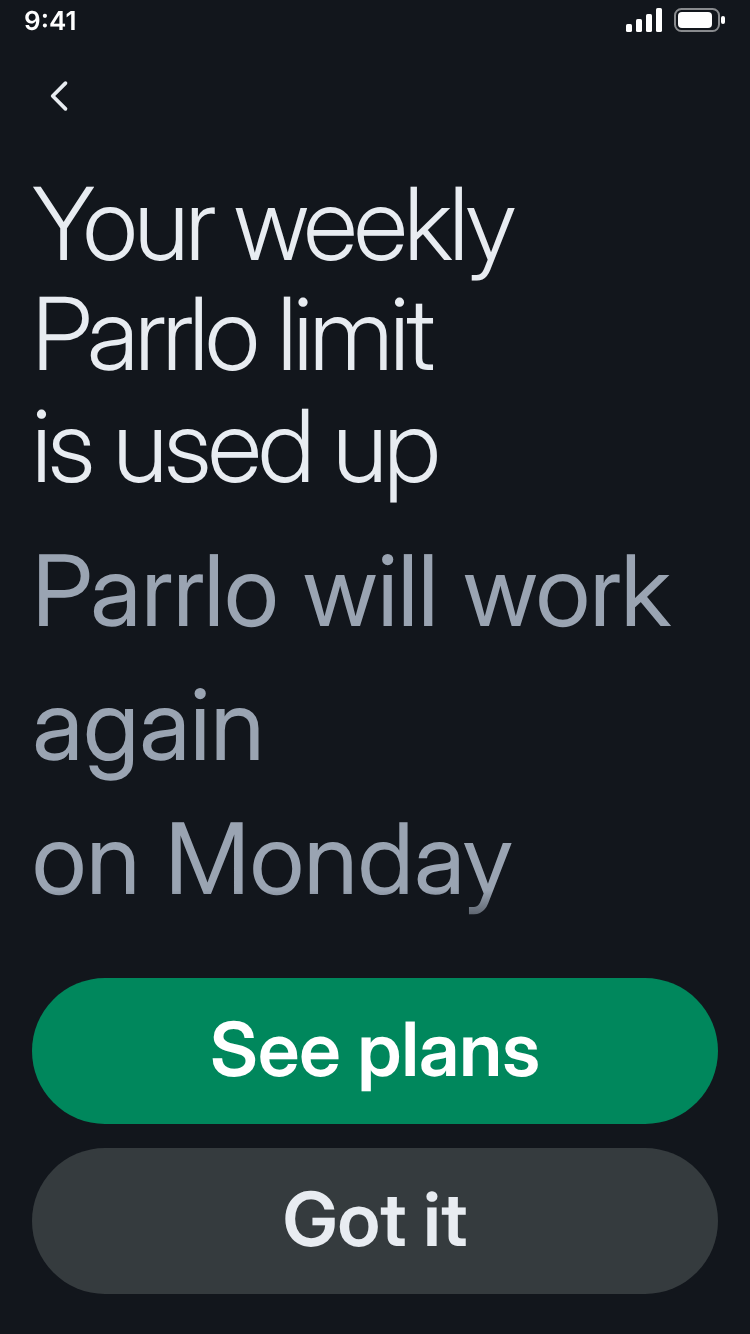 9:41
Your weekly
Parrlo limit
is used up
Parrlo will work
again
on Monday
See plans
Got it